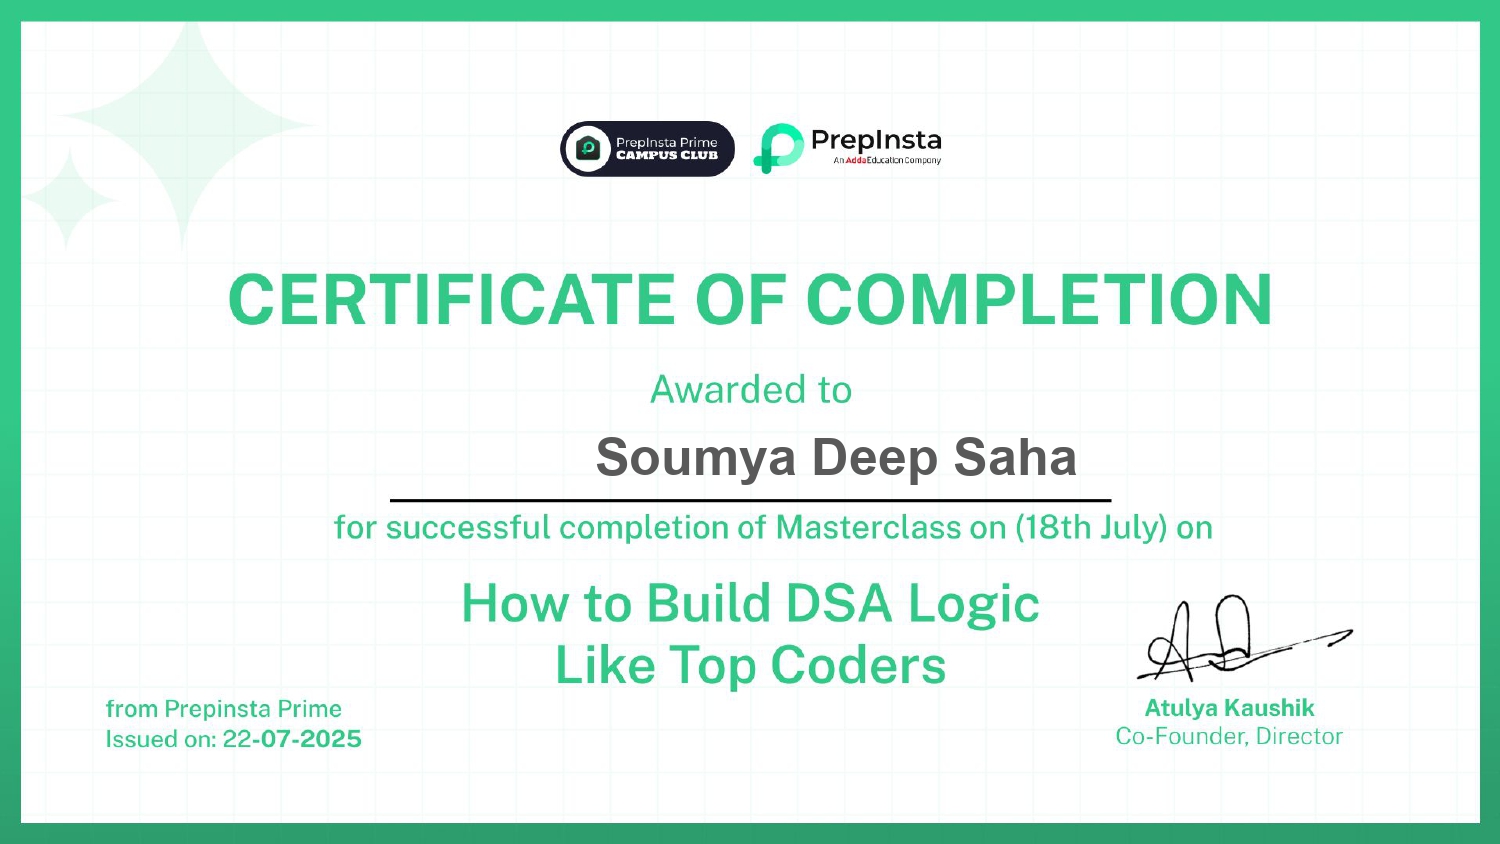 PrepInsta Prime
CAMPUS CLUB
PrepInsta
An AddaEducation Company
CERTIFICATE OF COMPLETION
Awarded to
Soumya Deep Saha
for successful completion of Masterclass on (18th July) on
How to Build DSA Logic
Like Top Coders
from Prepinsta Prime
Issued on: 22-07-2025
Atulya Kaushik
Co-Founder, Director